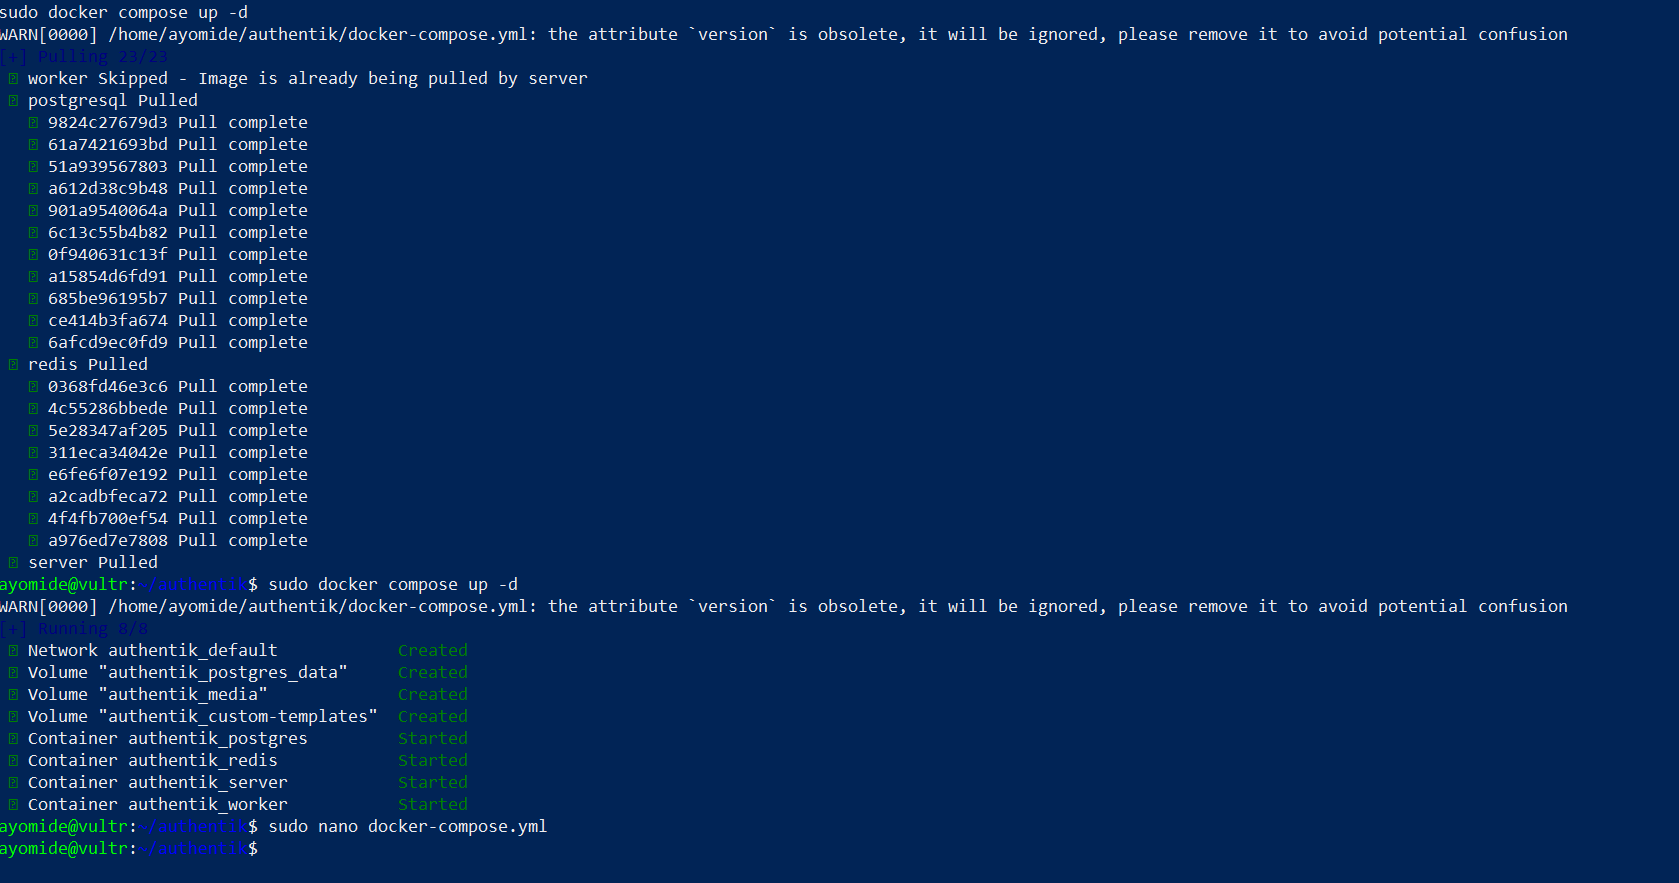 sudo docker compose up -d
WARN[0000] /home/ayomide/authentik/docker-compose.yml: the attribute `version` is obsolete, it will be ignored, please remove it to avoid potential confusion
[+] Pulling 23/23
worker Skipped - Image is already being pulled by server
postgresql Pulled
9824c27679d3 Pull complete
61a7421693bd Pull complete
51a939567803 Pull complete
a612d38c9b48 Pull complete
901a9540064a Pull complete
6c13c55b4b82 Pull complete
0f940631c13f Pull complete
a15854d6fd91 Pull complete
685be96195b7 Pull complete
ce414b3fa674 Pull complete
6afcd9ec0fd9 Pull complete
redis Pulled
0368fd46e3c6 Pull complete
4c55286bbede Pull complete
5e28347af205 Pull complete
311eca34042e Pull complete
e6fe6f07e192 Pull complete
a2cadbfeca72 Pull complete
4f4fb700ef54 Pull complete
a976ed7e7808 Pull complete
server Pulled
ayomide@vultr:~/authentik$ sudo docker compose up -d
WARN[0000] /home/ayomide/authentik/docker-compose.yml: the attribute `version` is obsolete, it will be ignored, please remove it to avoid potential confusion
[+] Running 8/8
Network authentik_default Created
Volume "authentik_postgres_data" Created
Volume "authentik_media" Created
Volume "authentik_custom-templates" Created
Container authentik_postgres Started
Container authentik_redis Started
Container authentik_server Started
Container authentik_worker Started
ayomide@vultr:~/authentik$ sudo nano docker-compose.yml
ayomide@vultr:~/authentik$